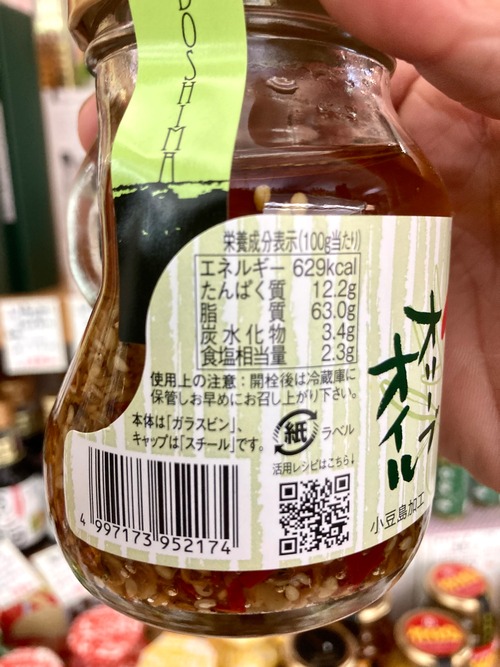 DOSHIMA
栄養成分表示(100g当たり)
エネルギー 629kcal
たんぱく質 12.2g
脂質 63.0g
炭水化物 3.4g
食塩相当量 2.3g
使用上の注意：開栓後は冷蔵庫に
保管しお早めにお召し上がり下さい。
本体は「ガラスビン」、
キャップは「スチール」です。
紙 ラベル
活用レシピはこちら↓
4 997173 952174
オリーブ
オイル
小豆島加工